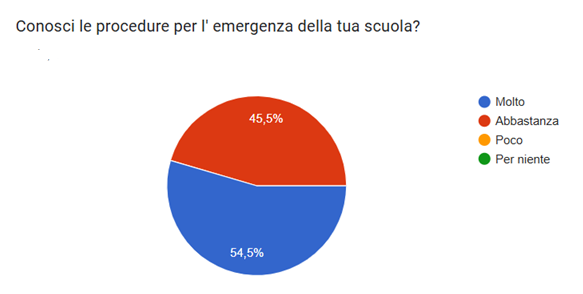 Conosci le procedure per l' emergenza della tua scuola?
45,5%
54,5%
Molto
Abbastanza
Poco
Per niente